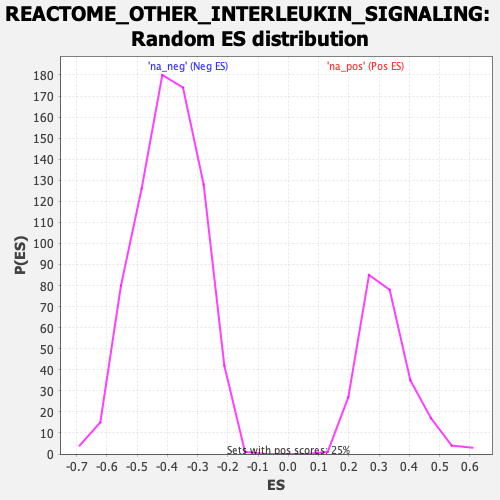 REACTOME_OTHER_INTERLEUKIN_SIGNALING:
Random ES distribution
'na_neg' (Neg ES) 'na_pos' (Pos ES)
180
170
160
150
140
130
120
110
100
90
80
70
60
50
40
30
20
10
0
P(ES)
Sets with pos scores: 25%
-0.7 -0.6 -0.5 -0.4 -0.3 -0.2 -0.1 0.0 0.1 0.2 0.3 0.4 0.5 0.6
ES